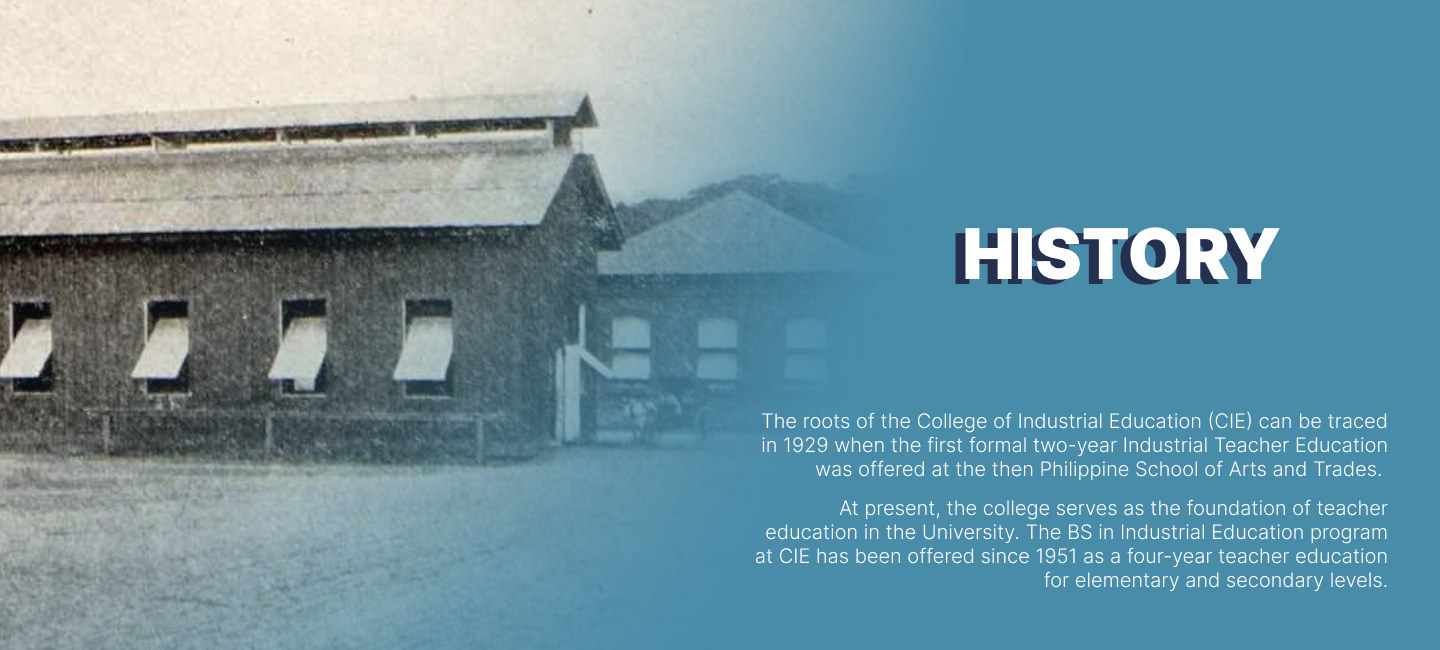 HISTORY
The roots of the College of Industrial Education (CIE) can be traced
in 1929 when the first formal two-year Industrial Teacher Education
was offered at the then Philippine School of Arts and Trades.
At present, the college serves as the foundation of teacher
education in the University. The BS in Industrial Education program
at CIE has been offered since 1951 as a four-year teacher education
for elementary and secondary levels.